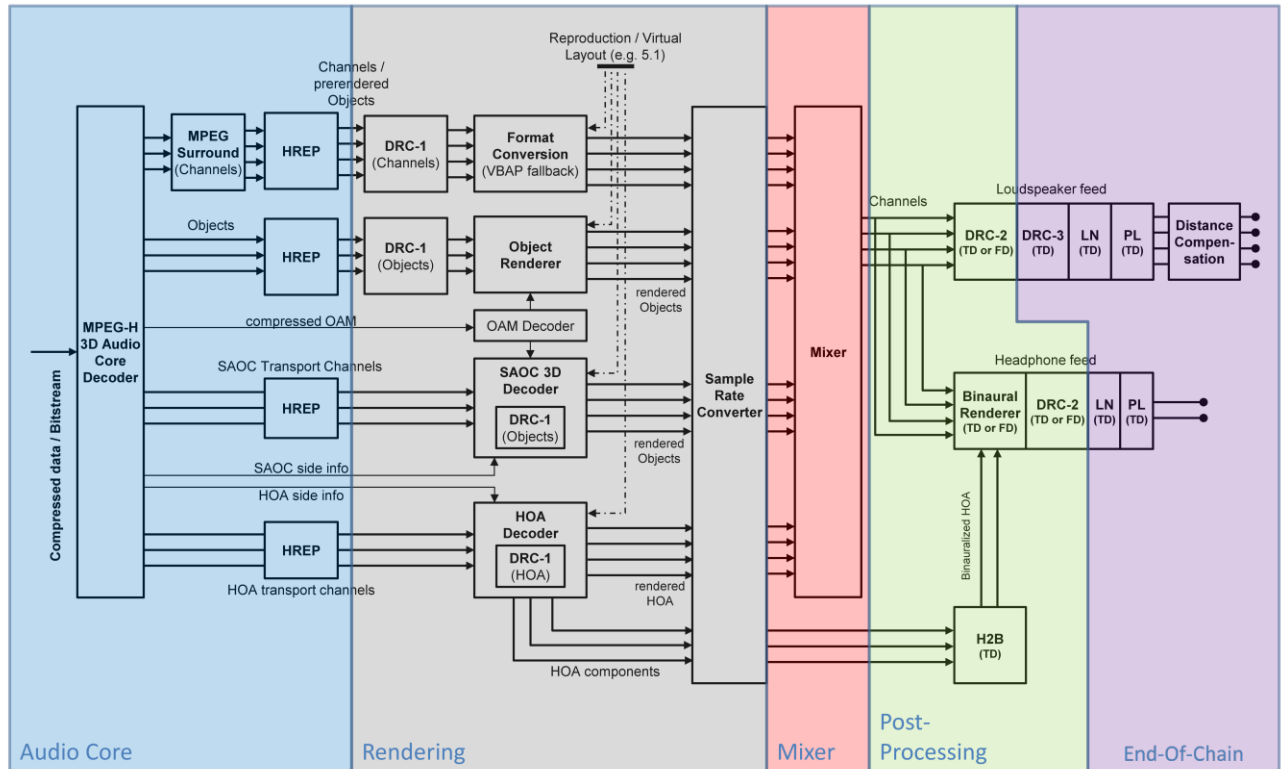 Reproduction / Virtual
Layout (e.g. 5.1)
Channels /
prerendered
Objects
MPEG
Surround
(Channels)
HREP
DRC-1
(Channels)
Format
Conversion
(VBAP fallback)
Objects
HREP
DRC-1
(Objects)
Object
Renderer
rendered
Objects
compressed OAM
OAM Decoder
MPEG-H
3D Audio
Core
Decoder
Compressed data / Bitstream
SAOC Transport Channels
HREP
SAOC 3D
Decoder
DRC-1
(Objects)
rendered
Objects
SAOC side info
HOA side info
HREP
HOA transport channels
HOA
Decoder
DRC-1
(HOA)
rendered
HOA
HOA components
Sample
Rate
Converter
Mixer
Channels
Loudspeaker feed
DRC-2
(TD or FD)
DRC-3
(TD)
LN
(TD)
PL
(TD)
Distance
Compen-
sation
Headphone feed
Binaural
Renderer
(TD or FD)
DRC-2
(TD or FD)
LN
(TD)
PL
(TD)
Binauralized HOA
H2B
(TD)
Audio Core
Rendering
Mixer
Post-
Processing
End-Of-Chain